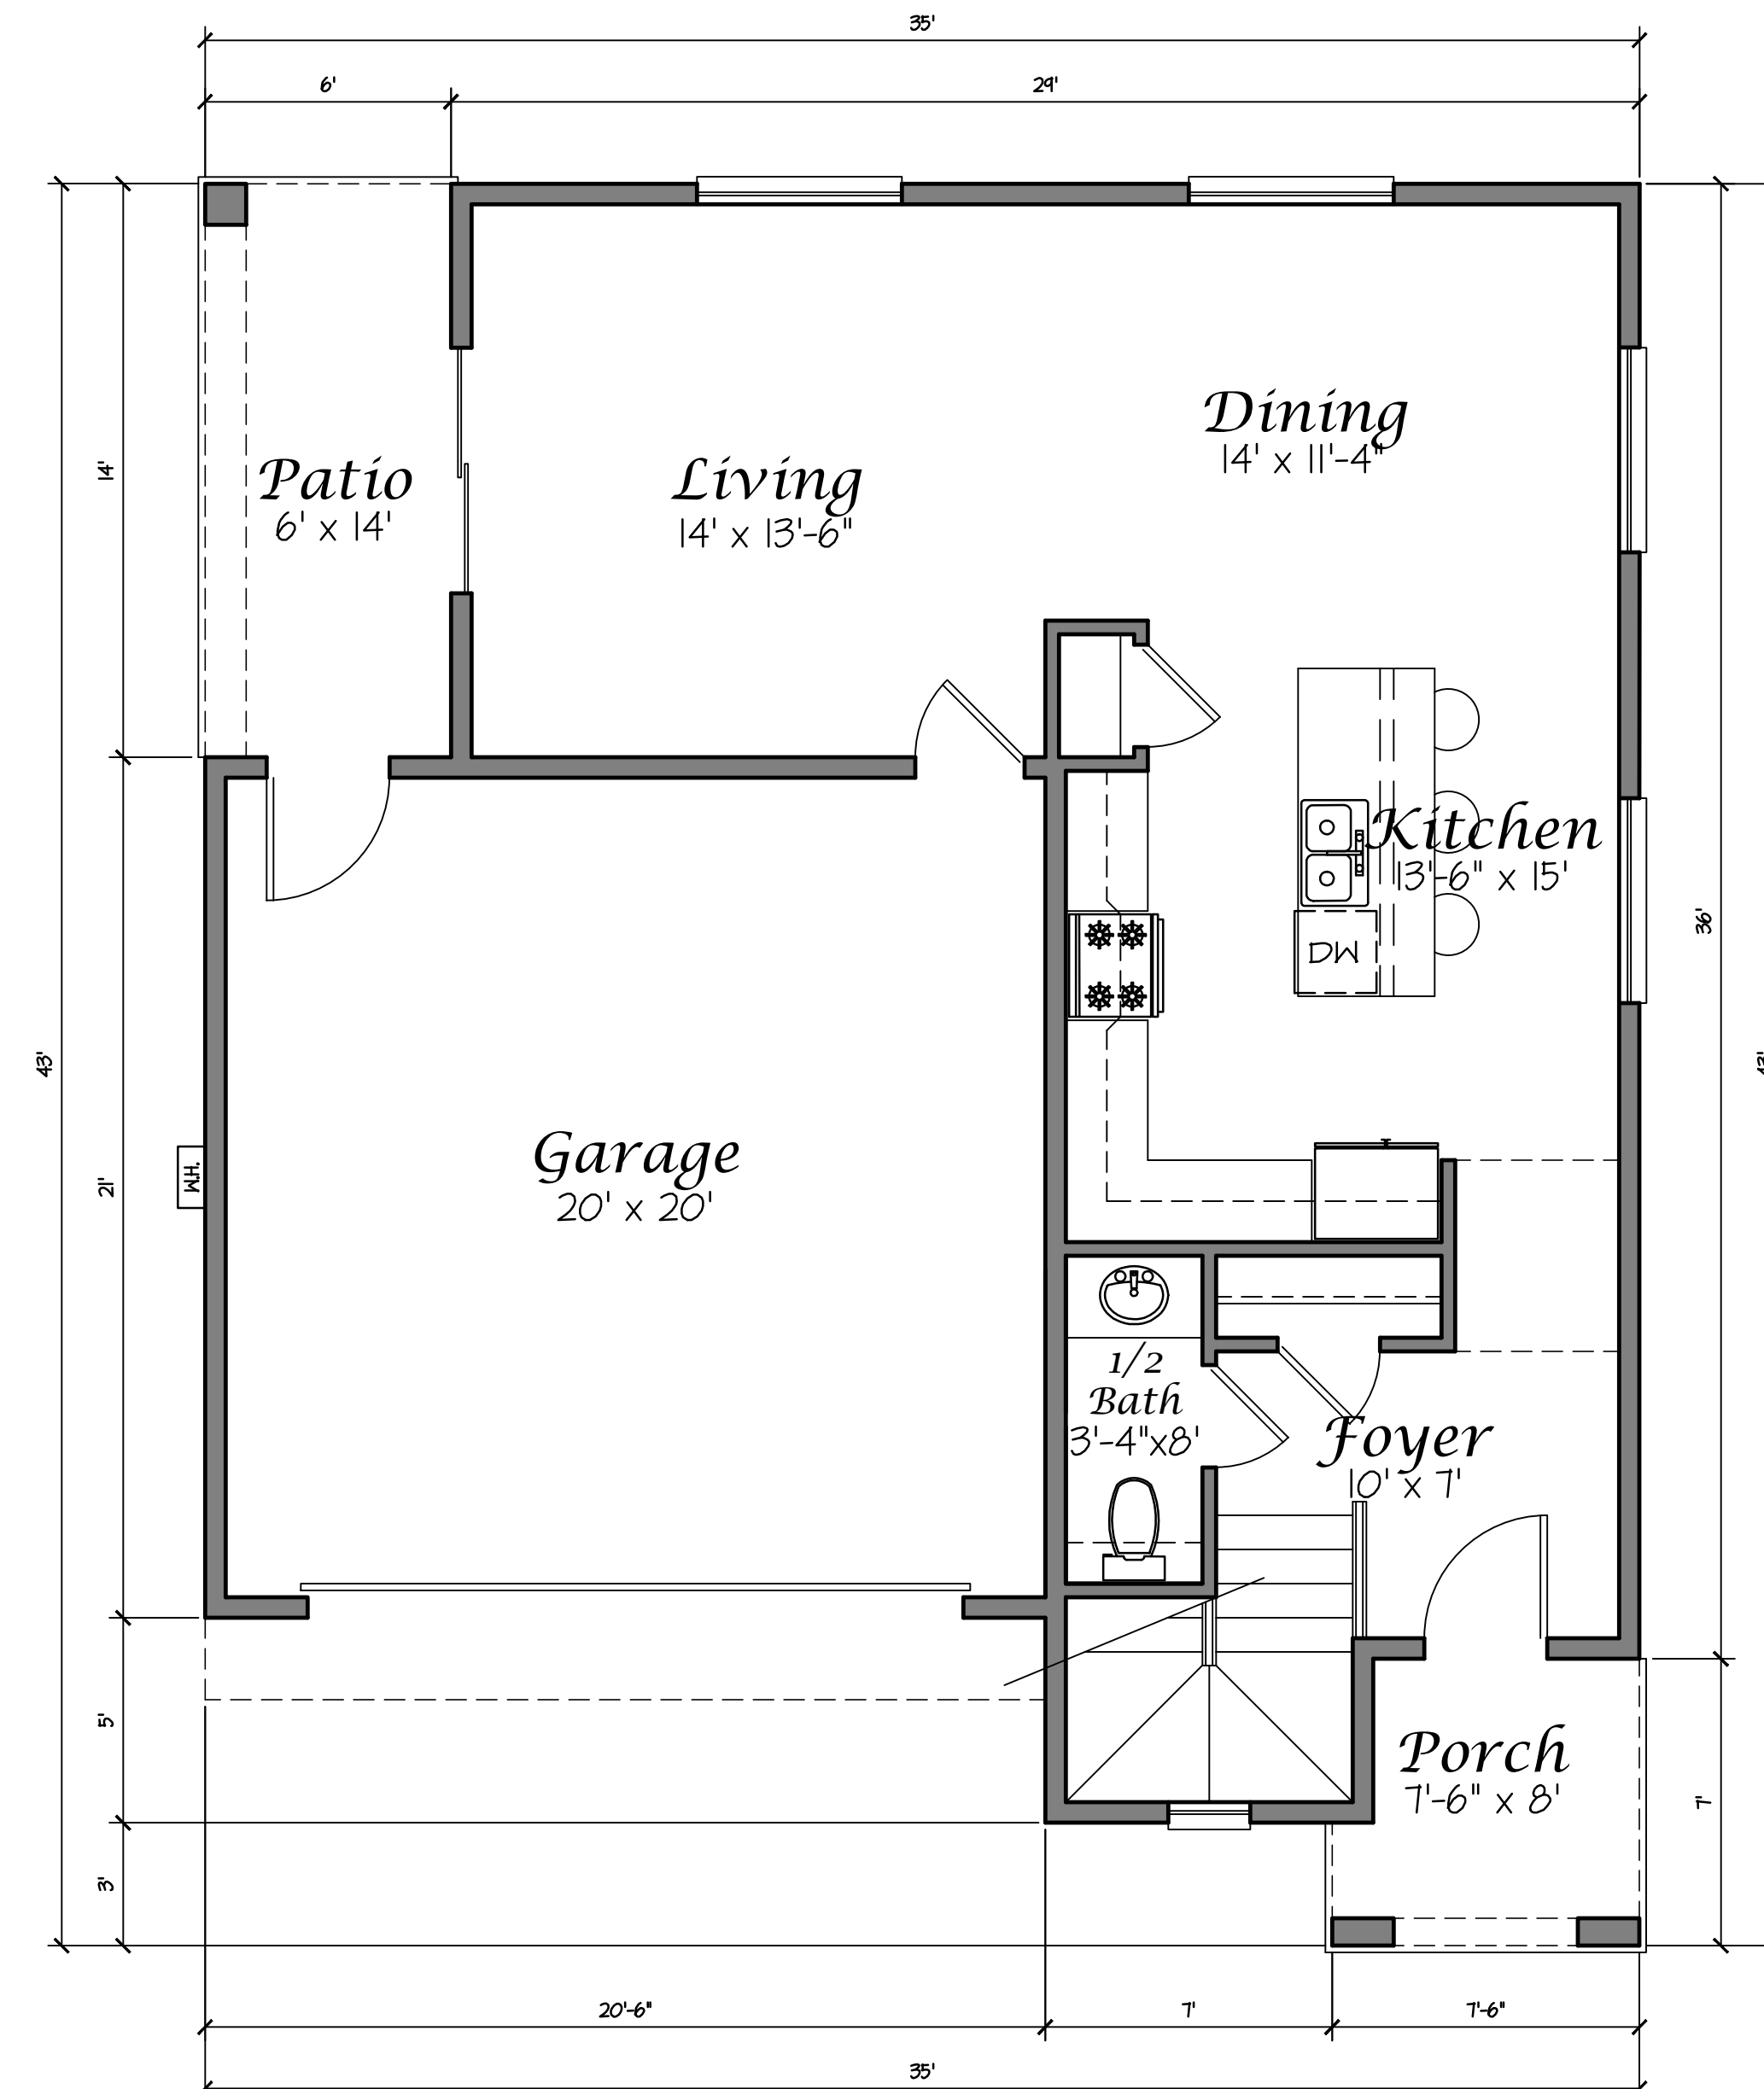 35'
6'
29'
Dining
14' x 11'-4"
Patio
6' x 14'
Living
14' x 13'-6"
14'
Kitchen
13'-6" x 15'
36'
DW
43'
43'
Garage
20' x 20'
W.H.
21'
1/2
Bath
3'-4"x8'
Foyer
10' x 7'
5'
Porch
7'-6" x 8'
7'
3'
20'-6"
7'
7'-6"
35'